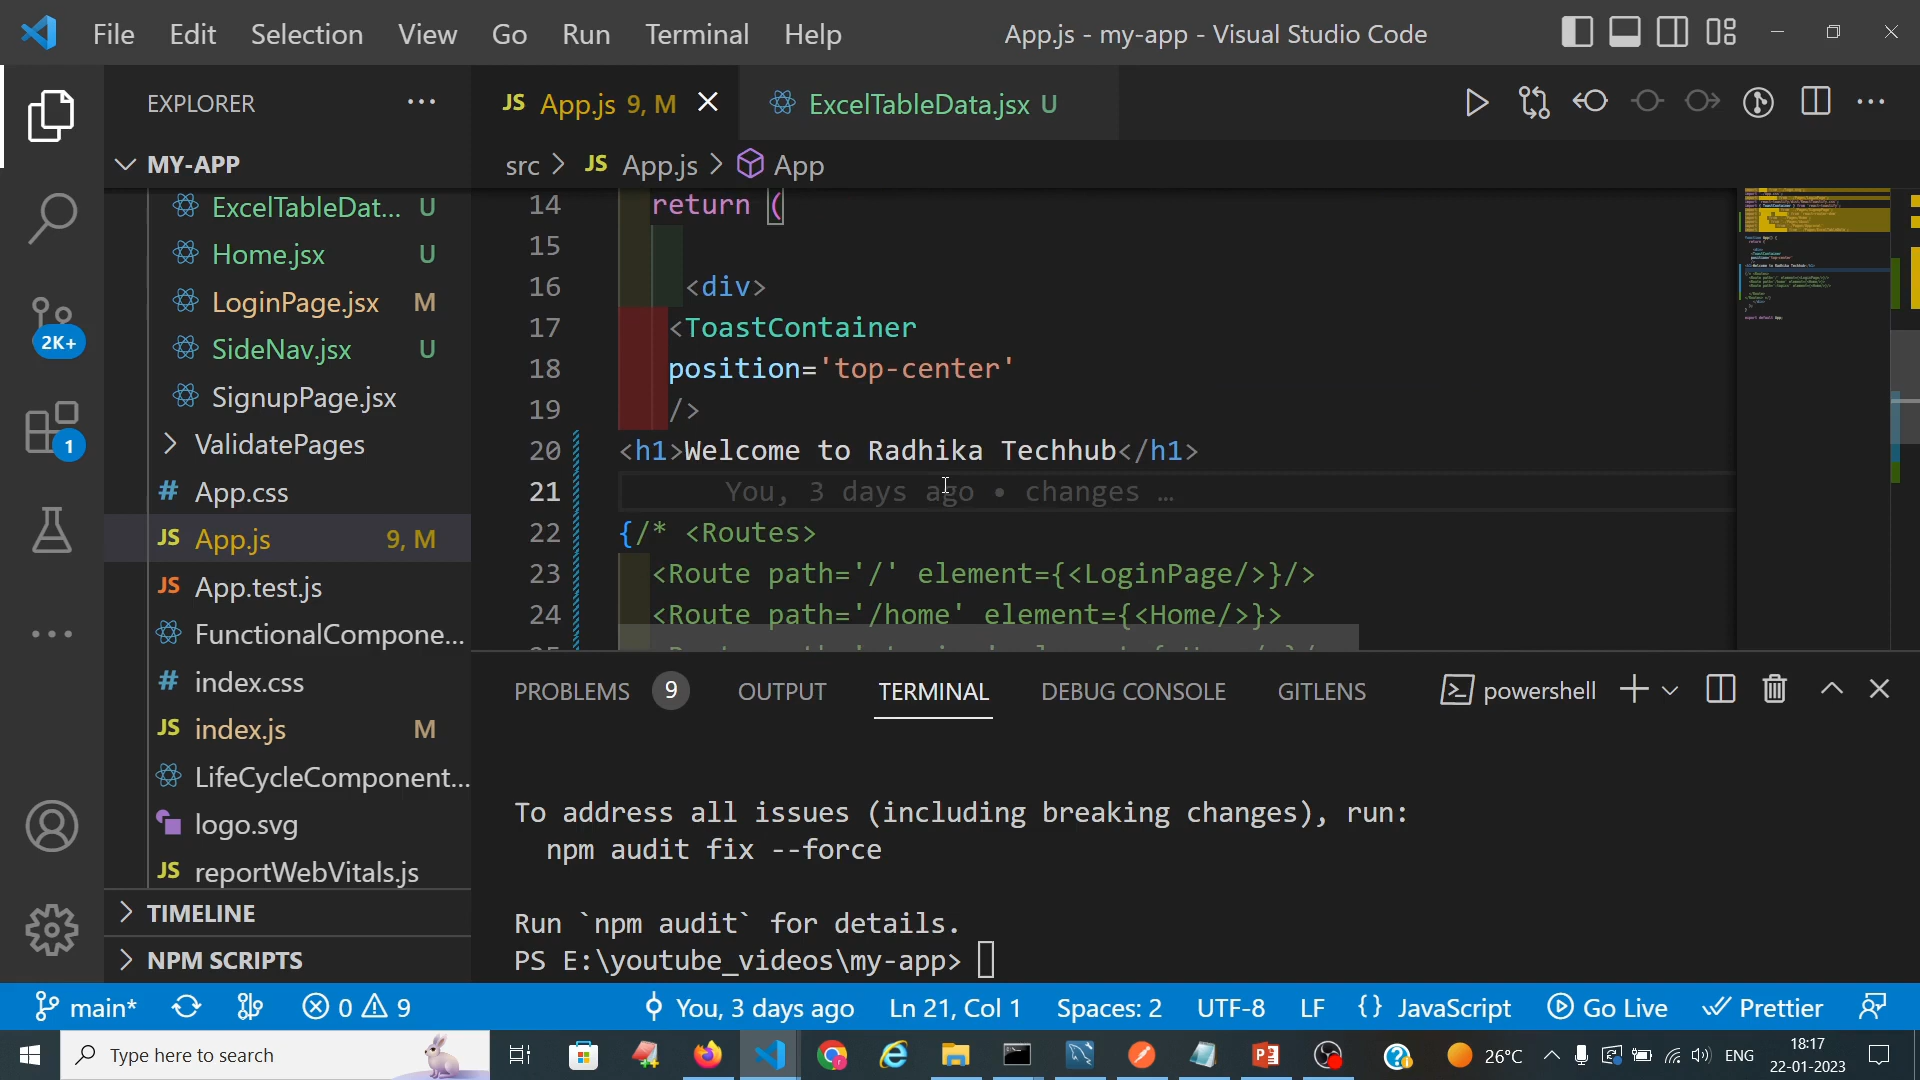 File Edit Selection View Go Run Terminal Help
App.js - my-app - Visual Studio Code
EXPLORER
MY-APP
ExcelTableDat... U
Home.jsx U
LoginPage.jsx M
SideNav.jsx U
SignupPage.jsx
ValidatePages
# App.css
JS App.js 9, M
JS App.test.js
FunctionalCompone...
# index.css
JS index.js M
LifeCycleComponent...
logo.svg
JS reportWebVitals.js
TIMELINE
NPM SCRIPTS
2K+
1
JS App.js 9, M
ExcelTableData.jsx U
src > JS App.js > App
14 return (
15
16 <div>
17 <ToastContainer
18 position='top-center'
19 />
20 <h1>Welcome to Radhika Techhub</h1>
21 You, 3 days ago • changes …
22 {/* <Routes>
23 <Route path='/' element={<LoginPage/>}/>
24 <Route path='/home' element={<Home/>}>
PROBLEMS 9 OUTPUT TERMINAL DEBUG CONSOLE GITLENS
powershell
To address all issues (including breaking changes), run:
npm audit fix --force
Run `npm audit` for details.
PS E:\youtube_videos\my-app>
main* 0 9 You, 3 days ago Ln 21, Col 1 Spaces: 2 UTF-8 LF {} JavaScript Go Live Prettier
Type here to search
26°C
ENG
18:17
22-01-2023